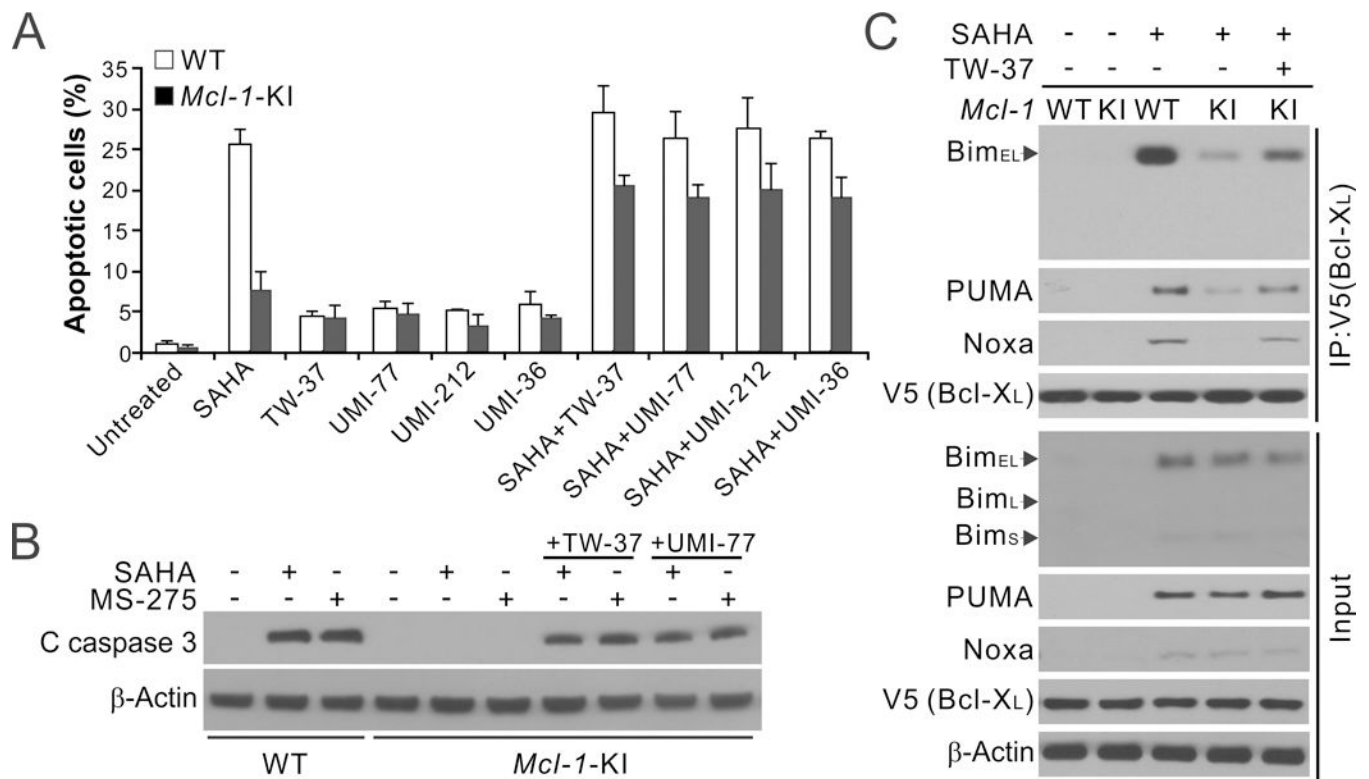 A
WT
Mcl-1-KI
Apoptotic cells (%)
35
30
25
20
15
10
5
0
Untreated
SAHA
TW-37
UMI-77
UMI-212
UMI-36
SAHA+TW-37
SAHA+UMI-77
SAHA+UMI-212
SAHA+UMI-36
B
+TW-37 +UMI-77
SAHA - + - - + - + - + -
MS-275 - - + - - + - + - +
C caspase 3
β-Actin
WT Mcl-1-KI
C
SAHA - - + + +
TW-37 - - - - +
Mcl-1 WT KI WT KI KI
BimEL
PUMA
Noxa
V5 (Bcl-XL)
IP:V5(Bcl-XL)
BimEL
BimL
BimS
PUMA
Noxa
V5 (Bcl-XL)
β-Actin
Input